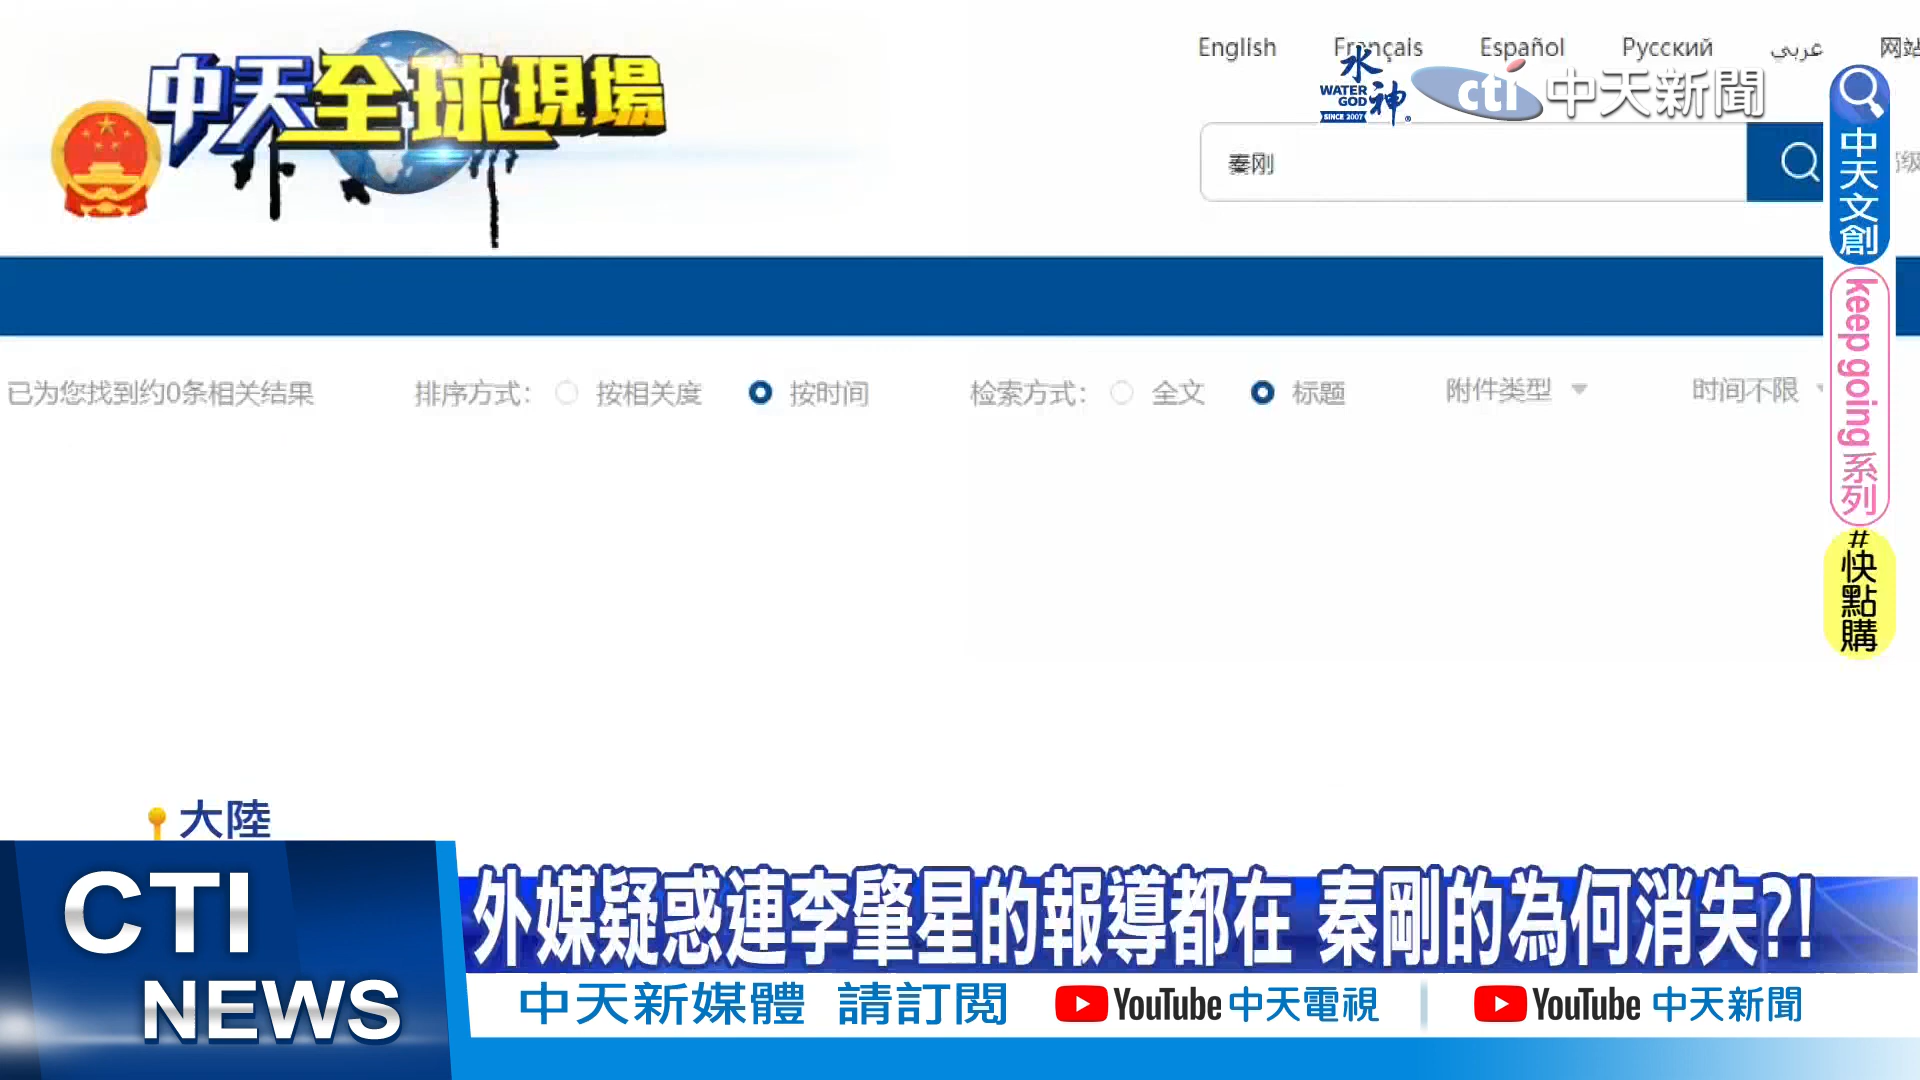 中天全球現場
English Français Español Русский عربي 网站
水神
WATER GOD
SINCE 2007
cti 中天新聞
秦刚
中天文創
keep going系列
#快點購
已为您找到约0条相关结果 排序方式： 按相关度 按时间 检索方式： 全文 标题 附件类型 时间不限
大陸
CTI NEWS
外媒疑惑連李肇星的報導都在 秦剛的為何消失?!
中天新媒體 請訂閱 YouTube 中天電視 YouTube 中天新聞